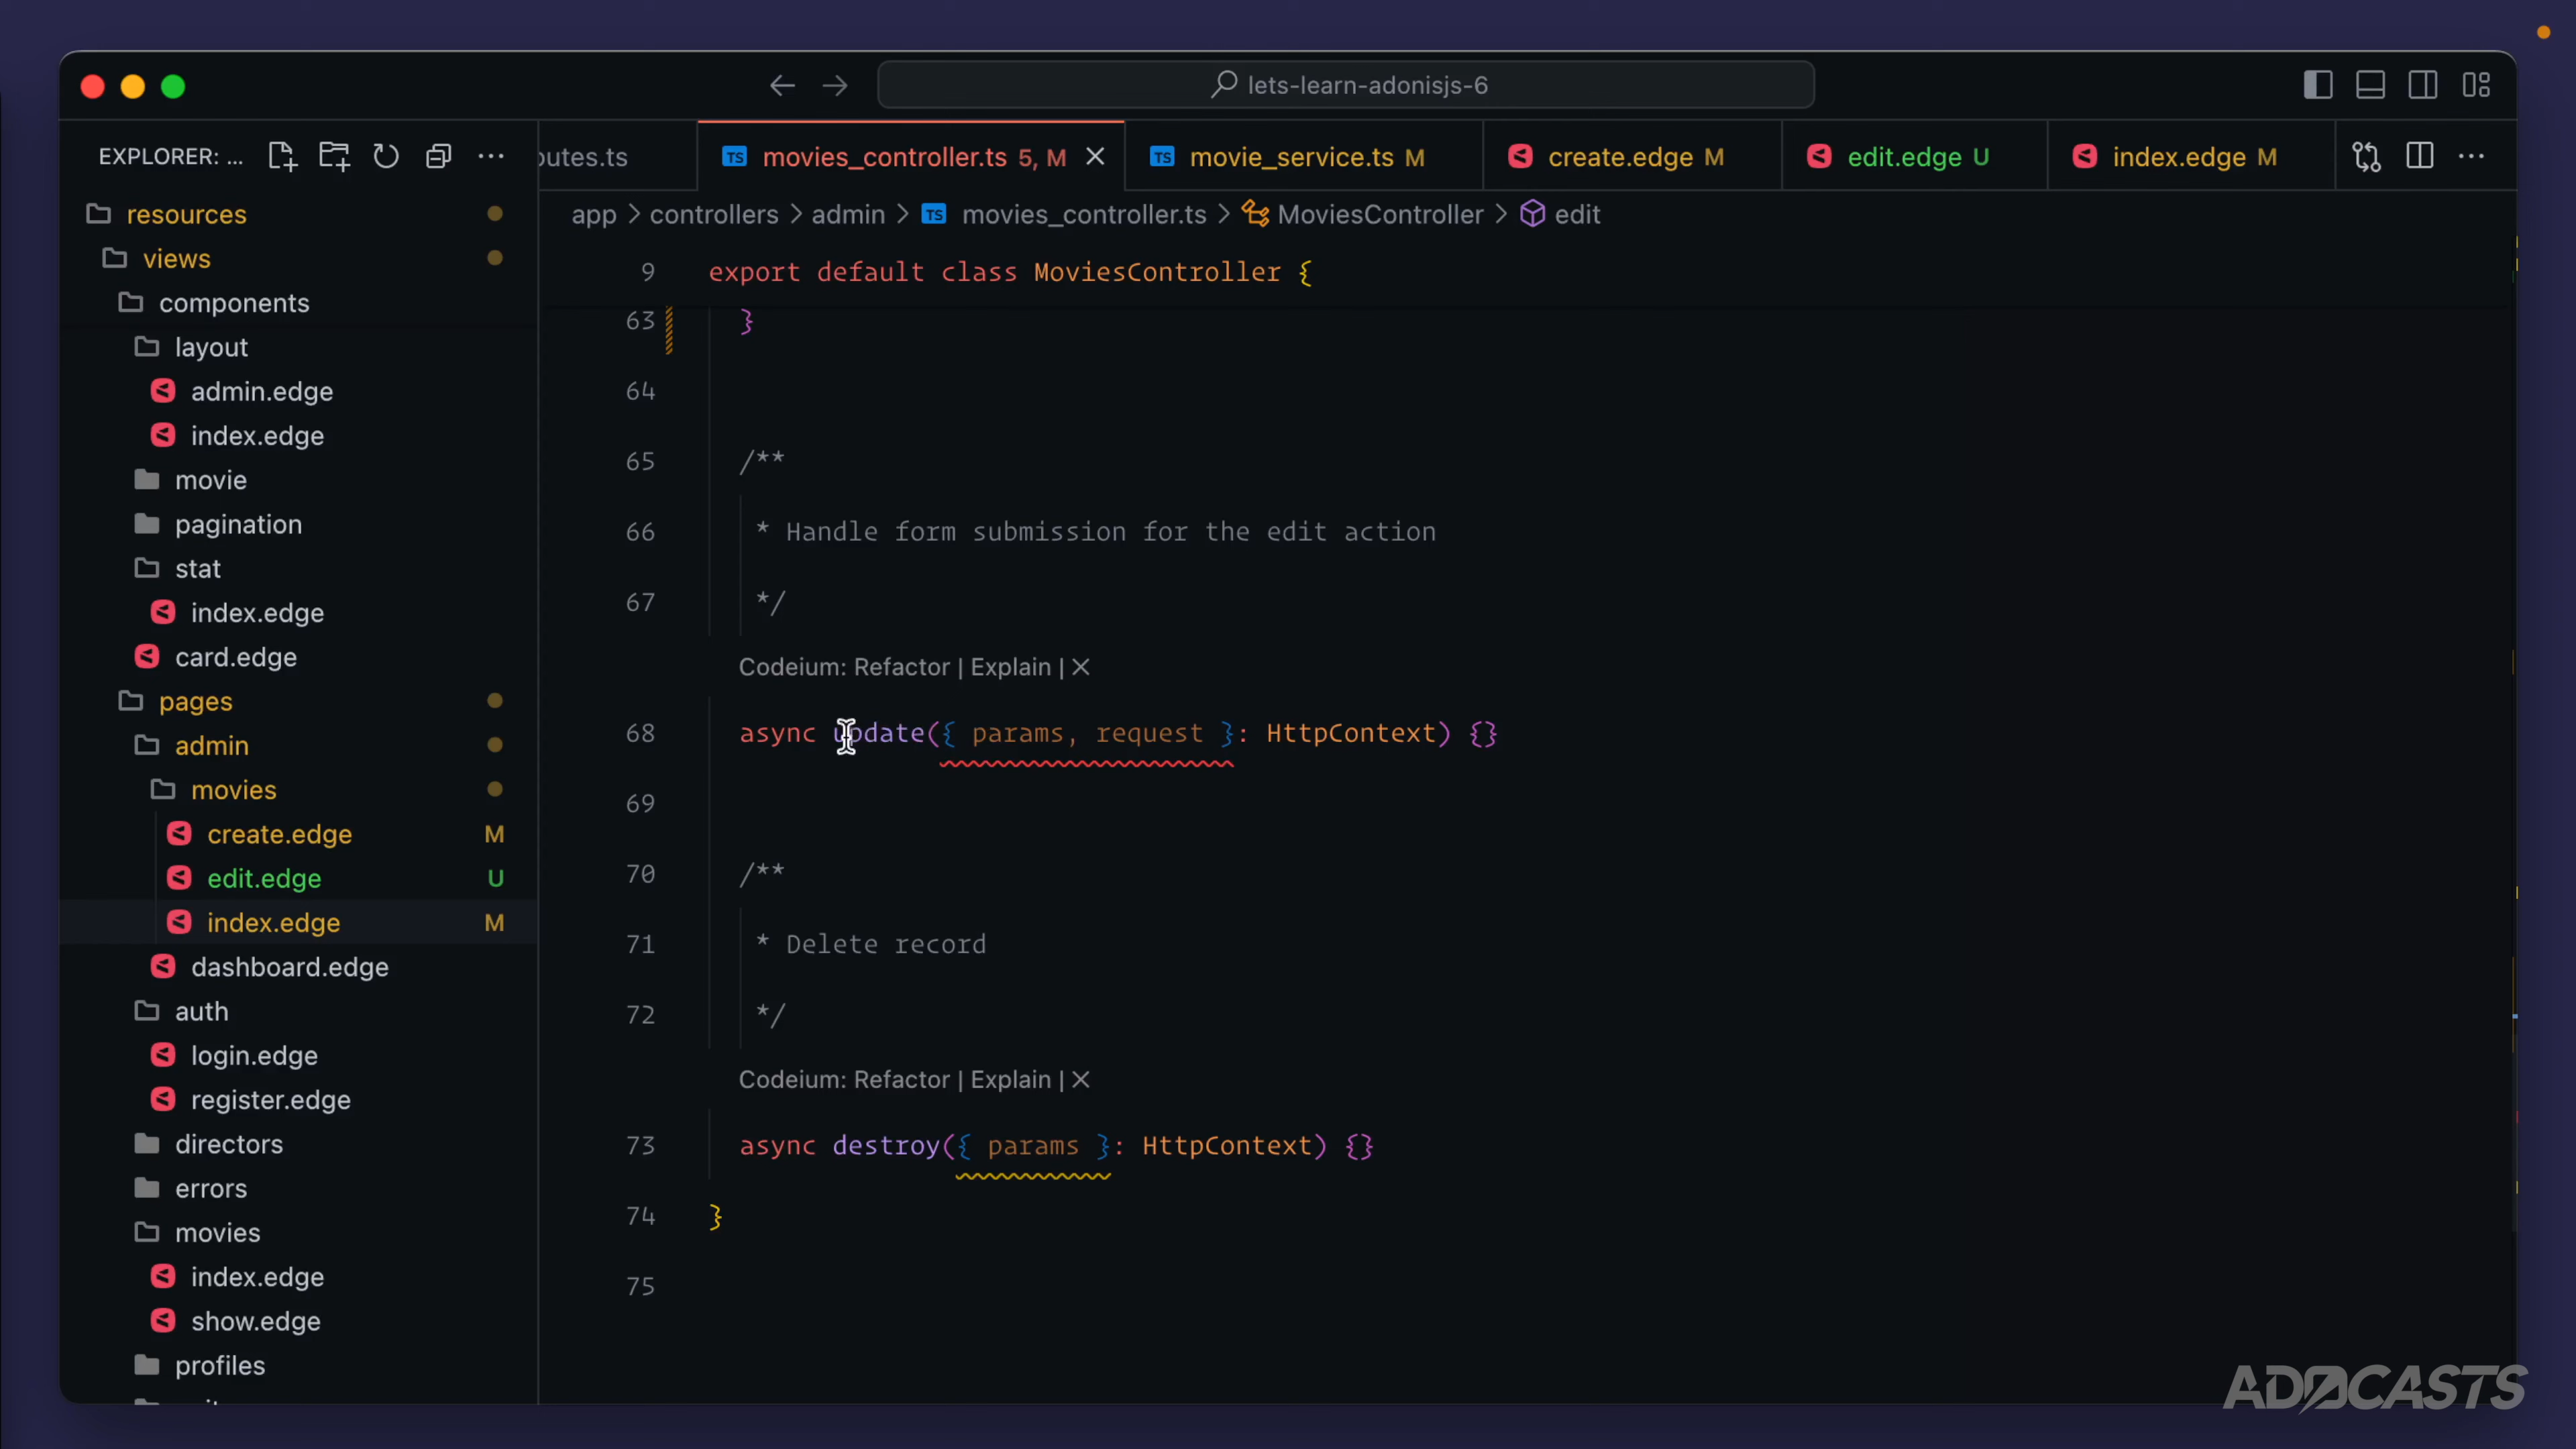 lets-learn-adonisjs-6
EXPLORER: ...
outes.ts
TS movies_controller.ts 5, M
TS movie_service.ts M
create.edge M
edit.edge U
index.edge M
app > controllers > admin > TS movies_controller.ts > MoviesController > edit
resources
views
components
layout
admin.edge
index.edge
movie
pagination
stat
index.edge
card.edge
pages
admin
movies
create.edge M
edit.edge U
index.edge M
dashboard.edge
auth
login.edge
register.edge
directors
errors
movies
index.edge
show.edge
profiles
9 export default class MoviesController {
63 }
64
65 /**
66 * Handle form submission for the edit action
67 */
Codeium: Refactor | Explain | X
68 async update({ params, request }: HttpContext) {}
69
70 /**
71 * Delete record
72 */
Codeium: Refactor | Explain | X
73 async destroy({ params }: HttpContext) {}
74 }
75
ADOCASTS